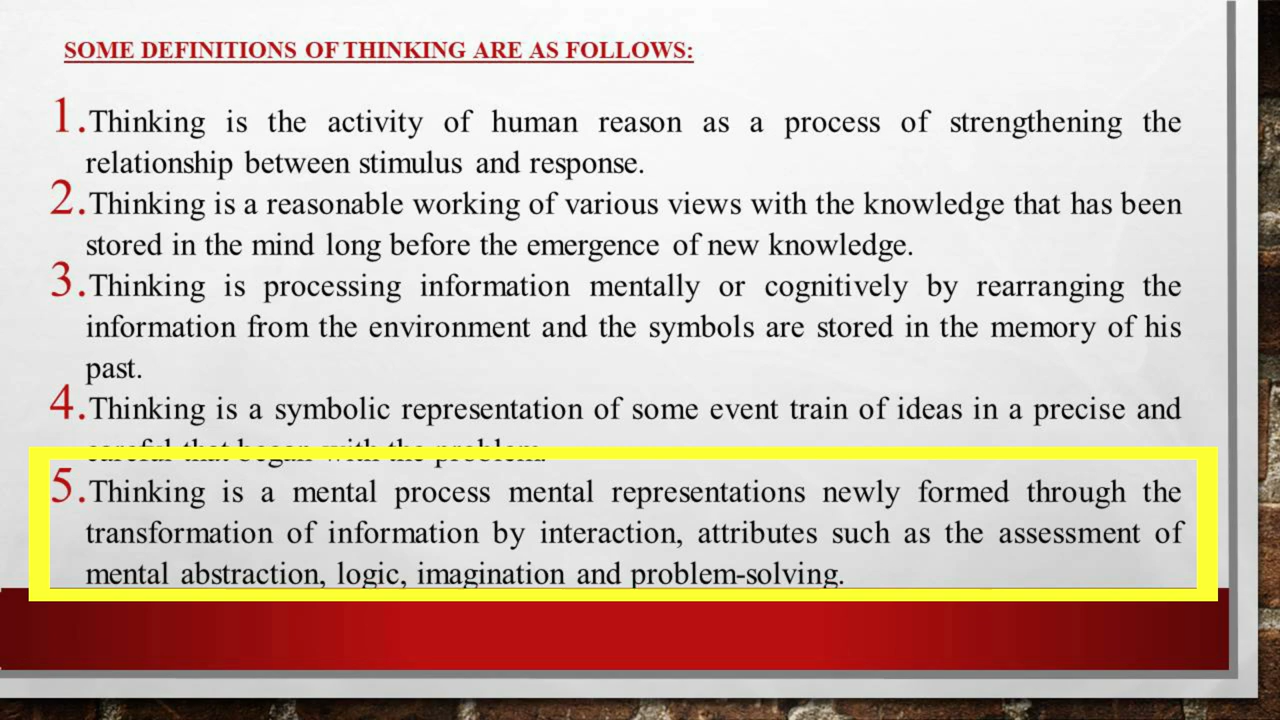 SOME DEFINITIONS OF THINKING ARE AS FOLLOWS:
1.Thinking is the activity of human reason as a process of strengthening the
relationship between stimulus and response.
2.Thinking is a reasonable working of various views with the knowledge that has been
stored in the mind long before the emergence of new knowledge.
3.Thinking is processing information mentally or cognitively by rearranging the
information from the environment and the symbols are stored in the memory of his
past.
4.Thinking is a symbolic representation of some event train of ideas in a precise and
careful that began with the problem.
5.Thinking is a mental process mental representations newly formed through the
transformation of information by interaction, attributes such as the assessment of
mental abstraction, logic, imagination and problem-solving.